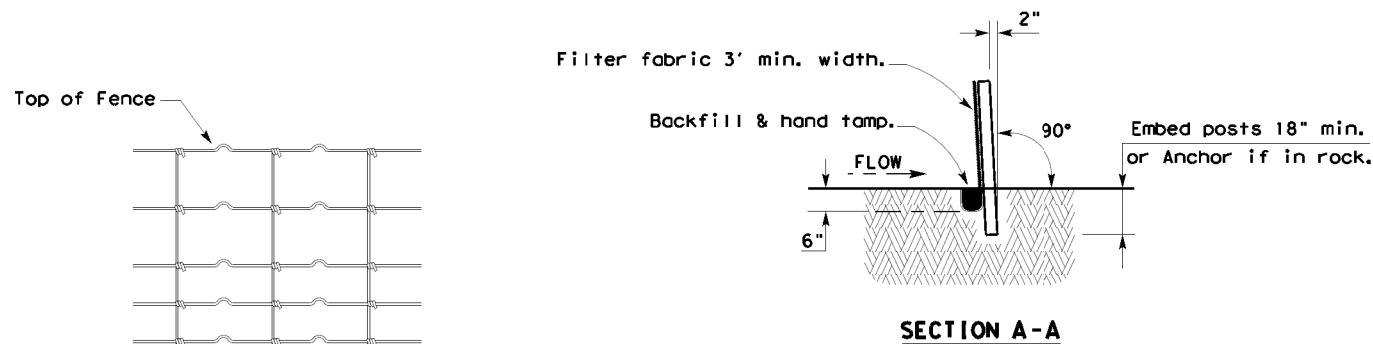 Top of Fence
2"
Filter fabric 3' min. width.
Backfill & hand tamp.
90°
Embed posts 18" min.
or Anchor if in rock.
FLOW
6"
SECTION A-A